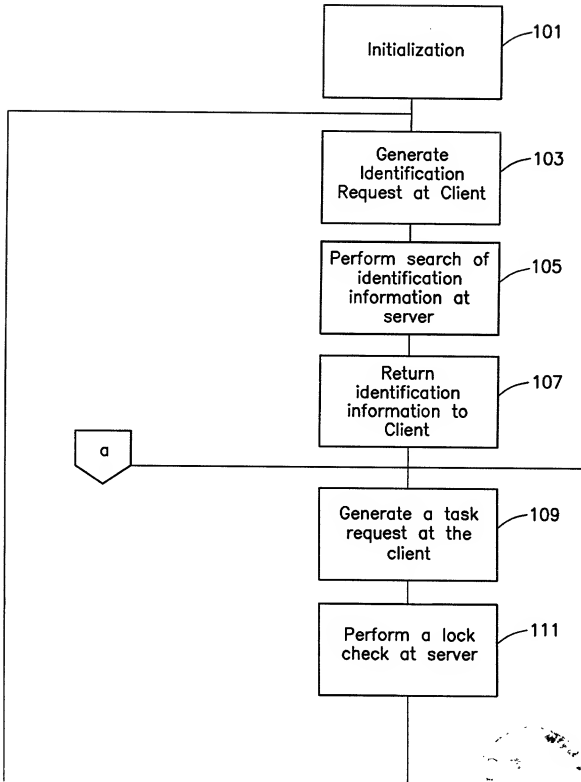 Initialization
101
Generate
Identification
Request at Client
103
Perform search of
identification
information at
server
105
Return
identification
information to
Client
107
a
Generate a task
request at the
client
109
Perform a lock
check at server
111